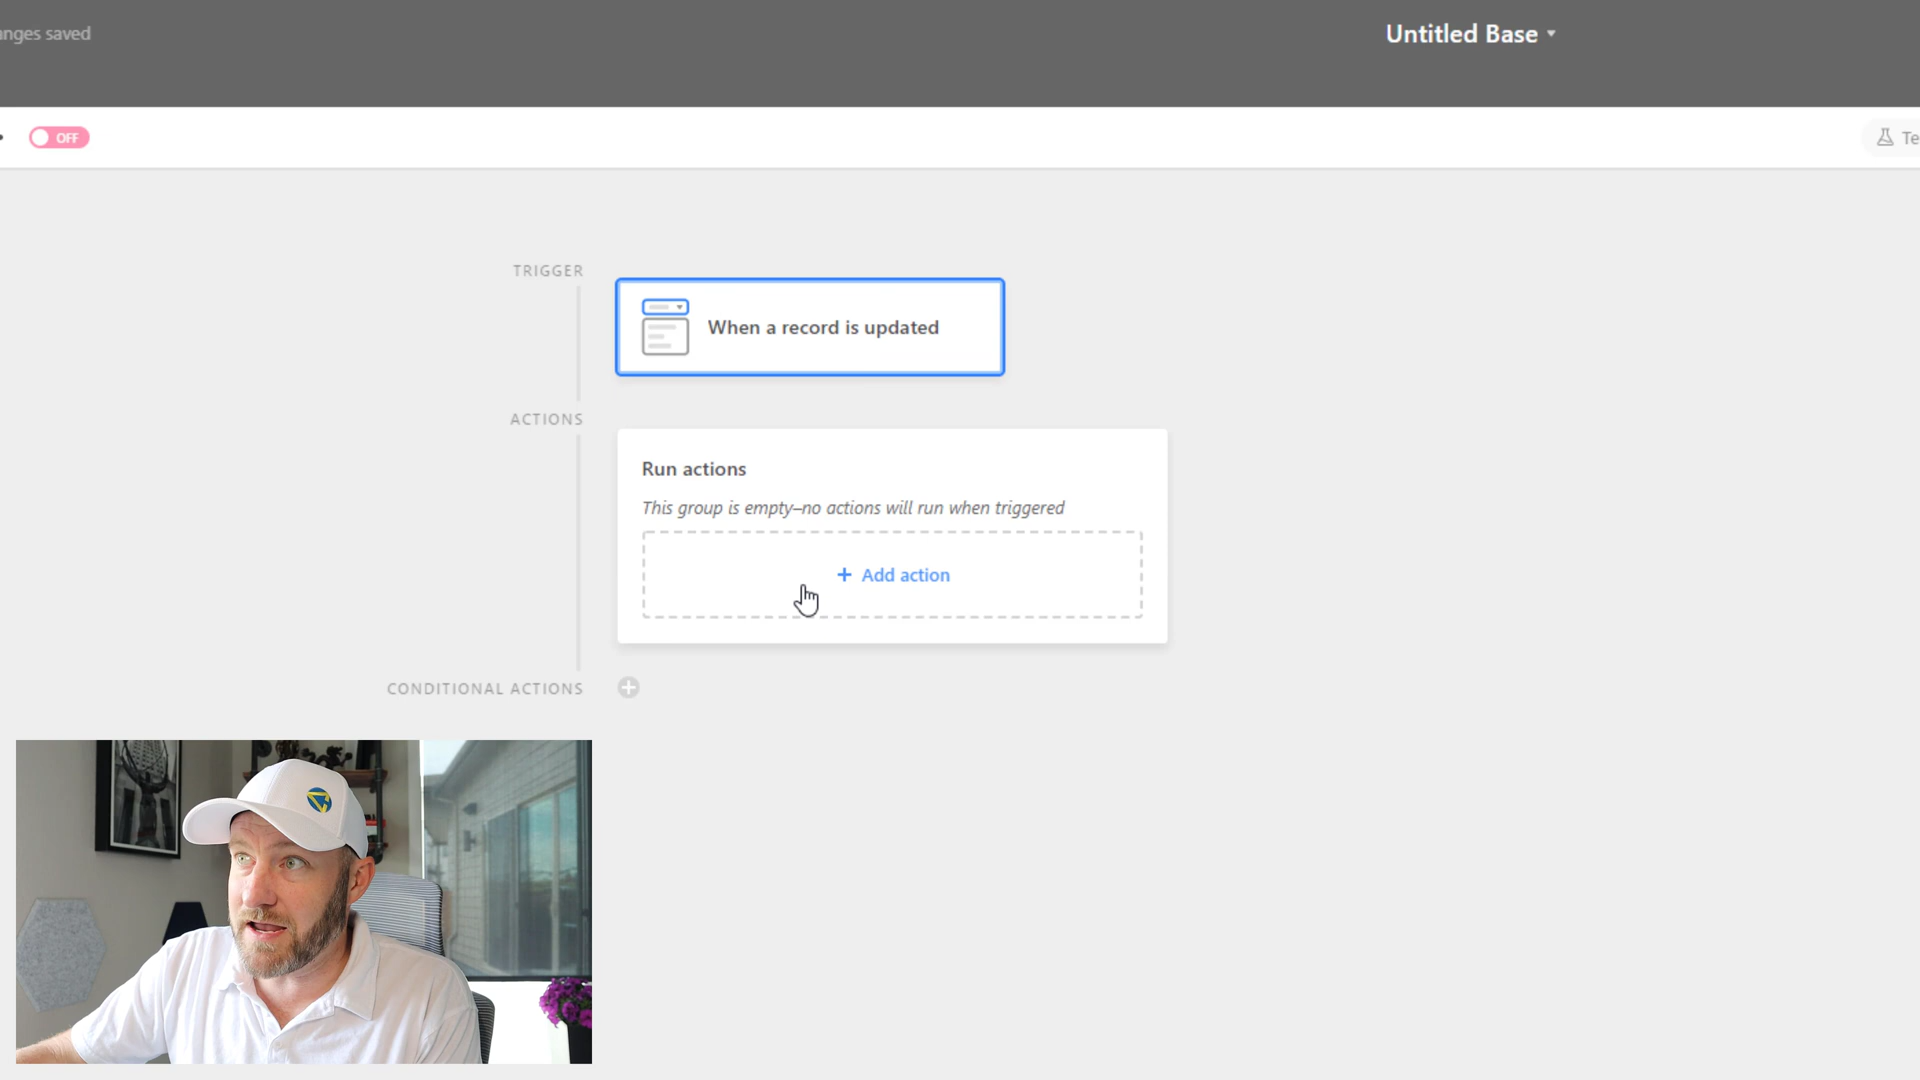 nges saved
Untitled Base
OFF
Te
TRIGGER
When a record is updated
ACTIONS
Run actions
This group is empty–no actions will run when triggered
+ Add action
CONDITIONAL ACTIONS